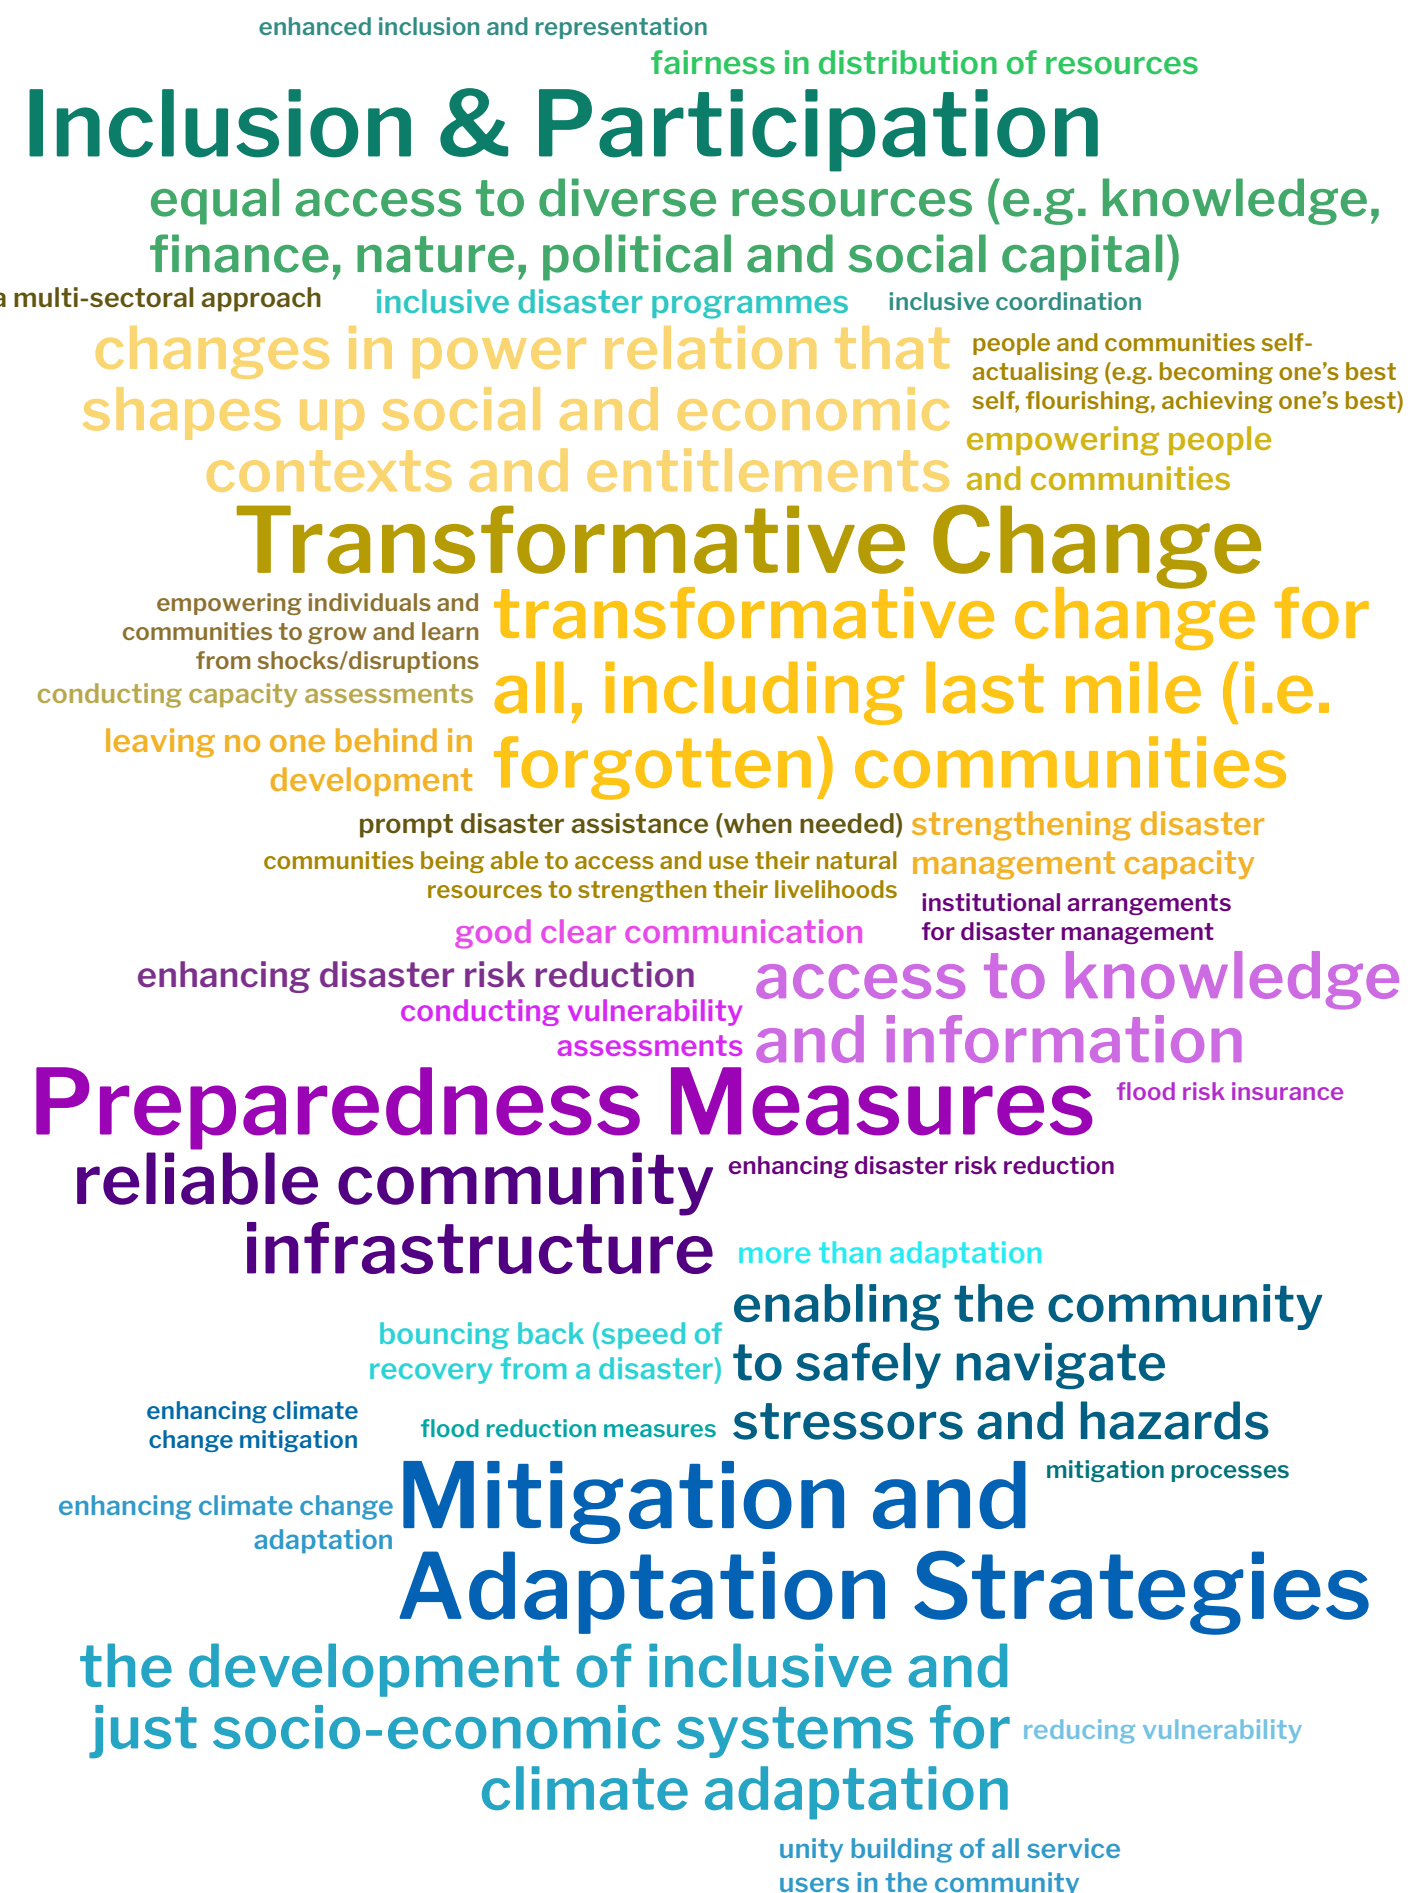 enhanced inclusion and representation
fairness in distribution of resources
Inclusion & Participation
equal access to diverse resources (e.g. knowledge,
finance, nature, political and social capital)
a multi-sectoral approach
inclusive disaster programmes
inclusive coordination
changes in power relation that
shapes up social and economic
contexts and entitlements
people and communities self-
actualising (e.g. becoming one’s best
self, flourishing, achieving one’s best)
empowering people
and communities
Transformative Change
empowering individuals and
communities to grow and learn
from shocks/disruptions
conducting capacity assessments
leaving no one behind in
development
transformative change for
all, including last mile (i.e.
forgotten) communities
prompt disaster assistance (when needed)
communities being able to access and use their natural
resources to strengthen their livelihoods
strengthening disaster
management capacity
institutional arrangements
for disaster management
good clear communication
enhancing disaster risk reduction
conducting vulnerability
assessments
access to knowledge
and information
Preparedness Measures
flood risk insurance
reliable community
infrastructure
enhancing disaster risk reduction
more than adaptation
enabling the community
to safely navigate
stressors and hazards
bouncing back (speed of
recovery from a disaster)
enhancing climate
change mitigation
flood reduction measures
Mitigation and
Adaptation Strategies
mitigation processes
enhancing climate change
adaptation
the development of inclusive and
just socio-economic systems for
climate adaptation
reducing vulnerability
unity building of all service
users in the community